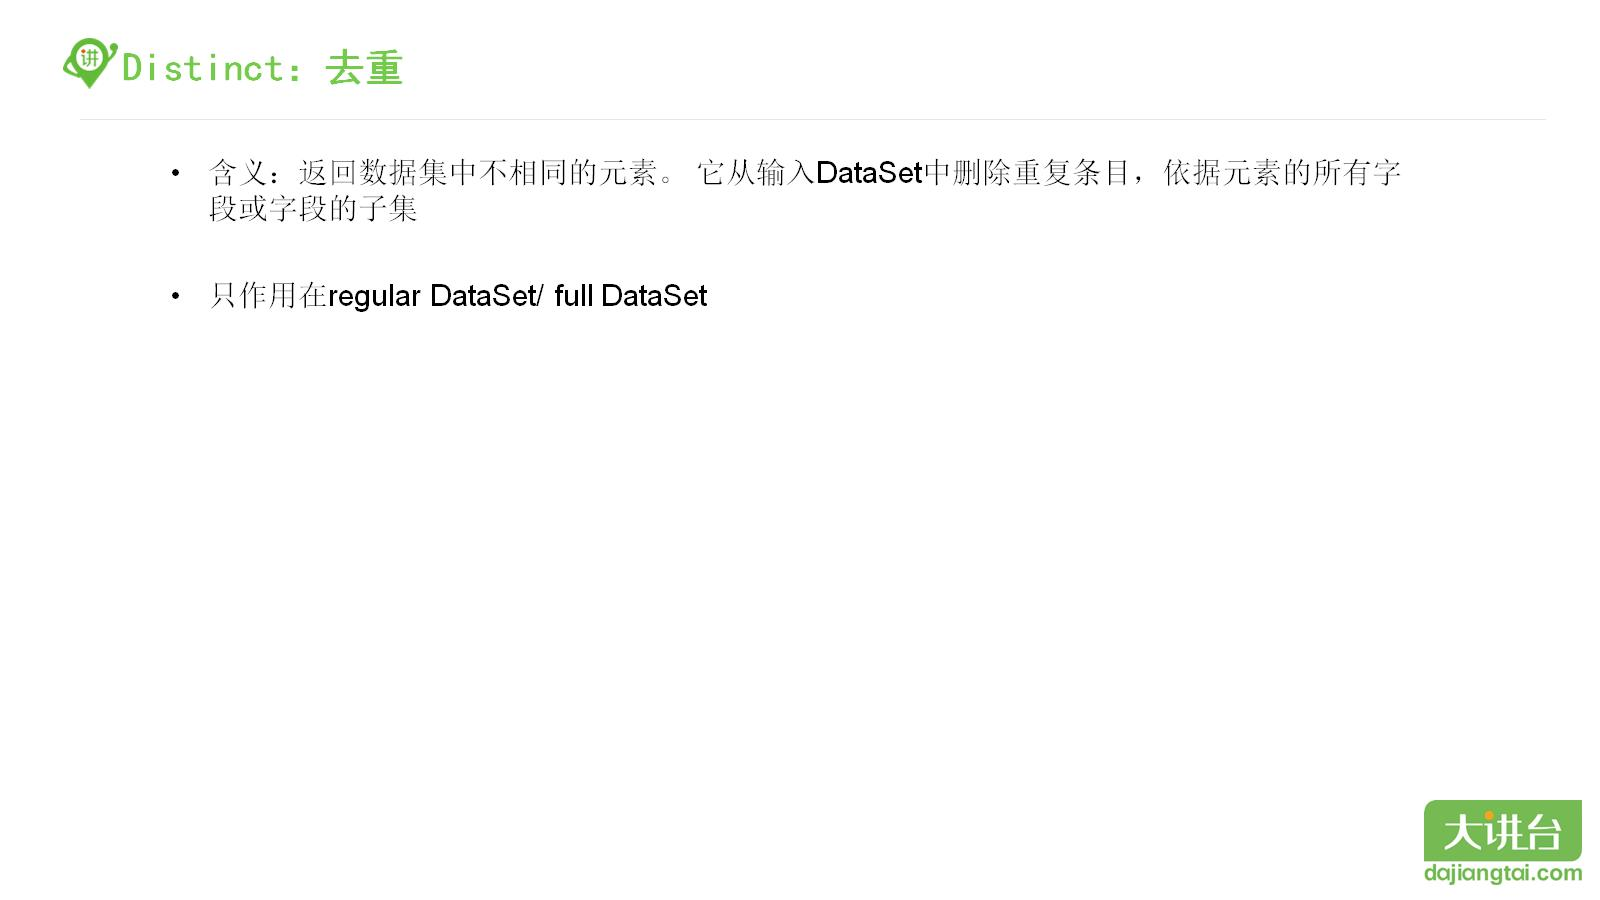 讲
Distinct：去重
• 含义：返回数据集中不相同的元素。 它从输入DataSet中删除重复条目，依据元素的所有字
段或字段的子集
• 只作用在regular DataSet/ full DataSet
大讲台
dajiangtai.com